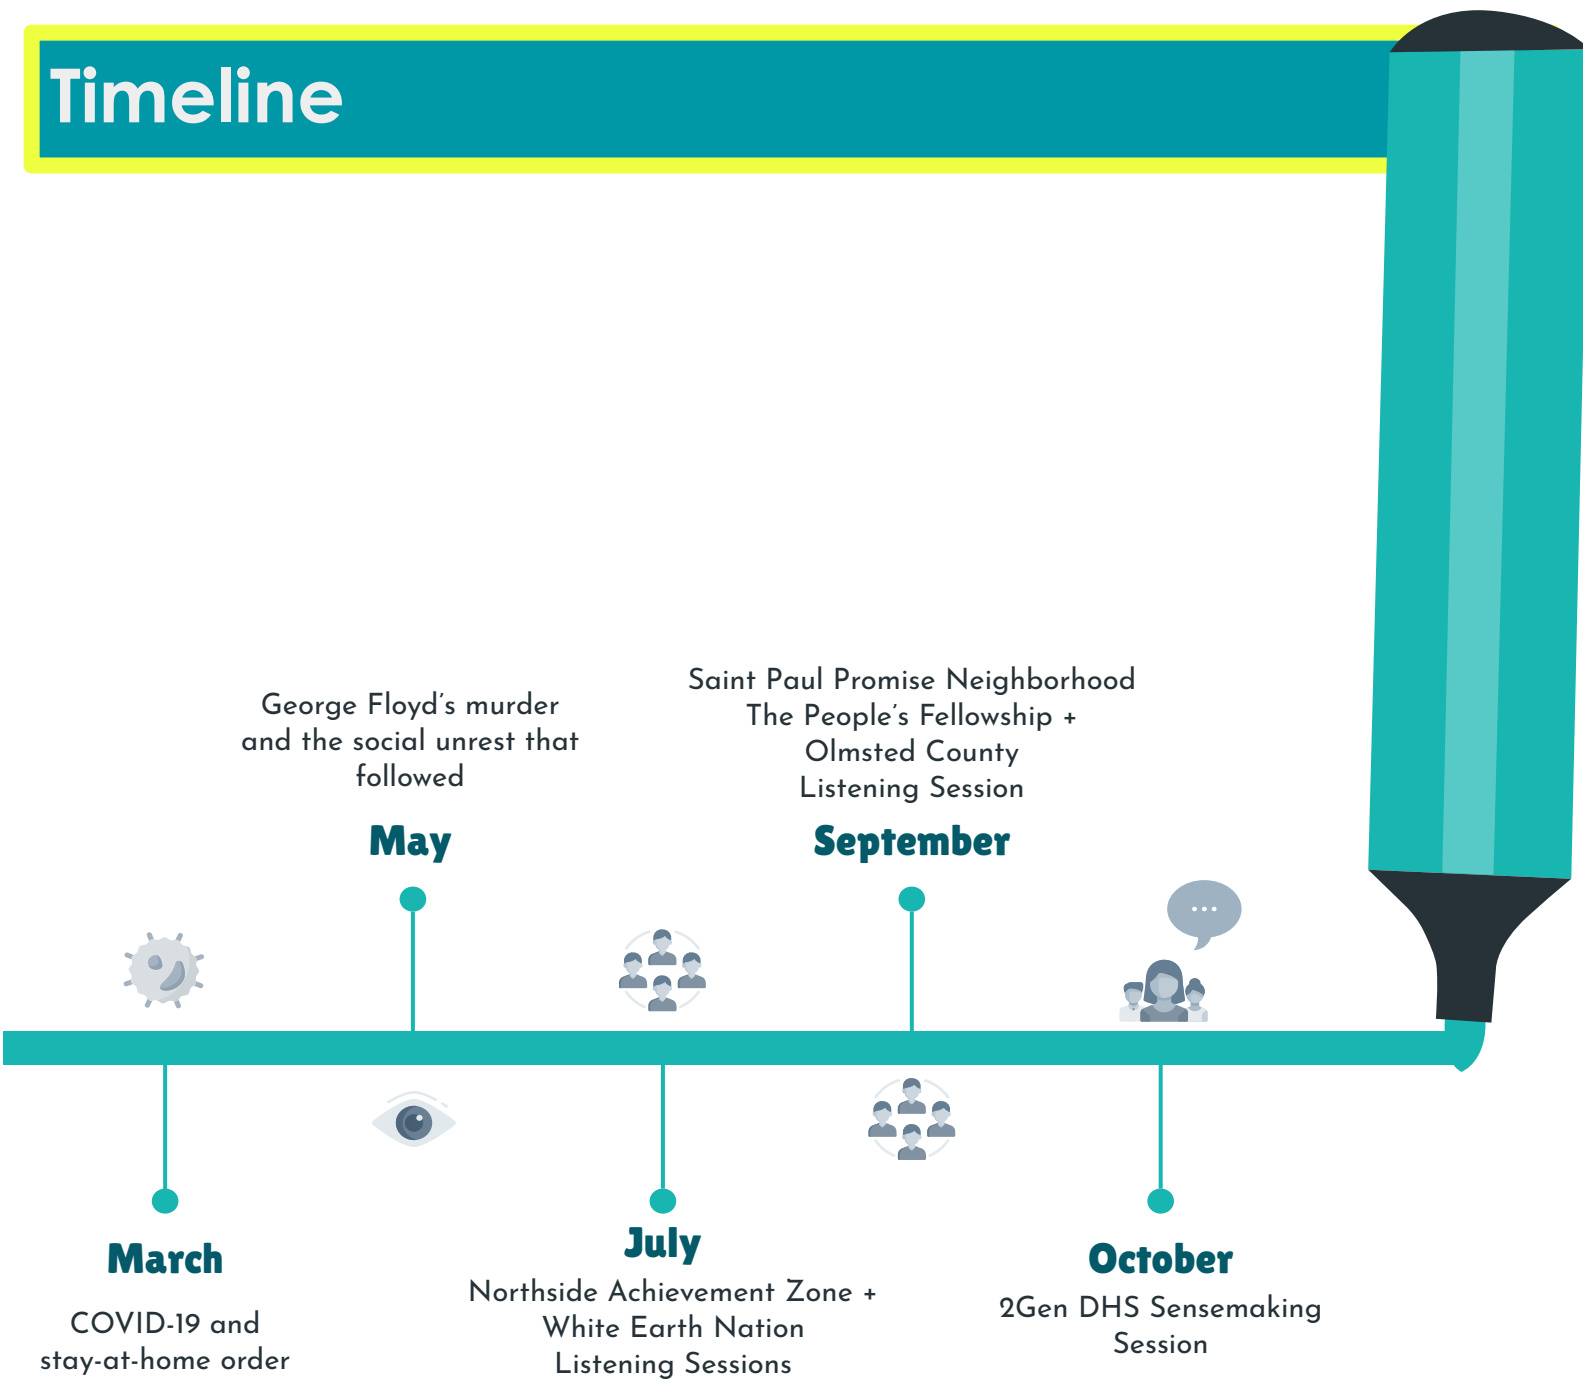 Timeline
George Floyd's murder
and the social unrest that
followed
May
Saint Paul Promise Neighborhood
The People's Fellowship +
Olmsted County
Listening Session
September
March
COVID-19 and
stay-at-home order
July
Northside Achievement Zone +
White Earth Nation
Listening Sessions
October
2Gen DHS Sensemaking
Session